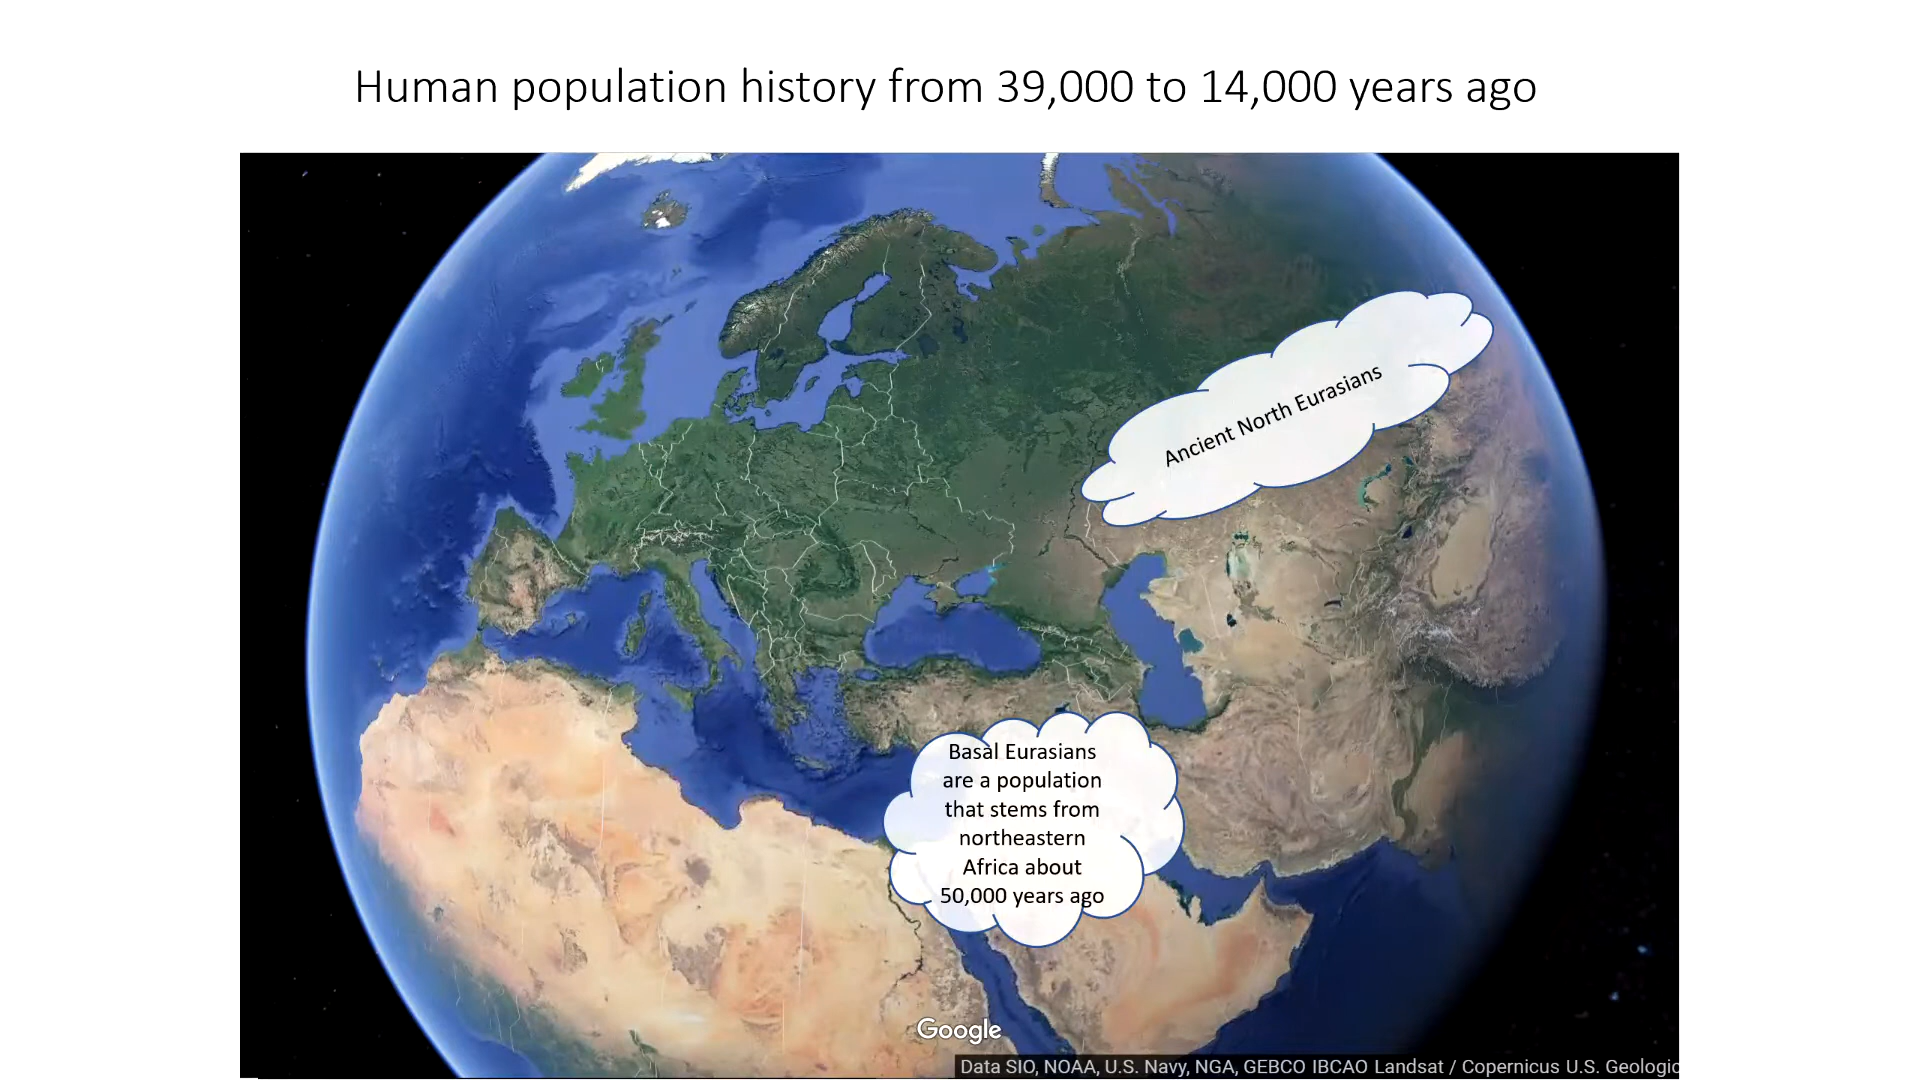 Human population history from 39,000 to 14,000 years ago
Ancient North Eurasians
Basal Eurasians
are a population
that stems from
northeastern
Africa about
50,000 years ago
Google
Data SIO, NOAA, U.S. Navy, NGA, GEBCO IBCAO Landsat / Copernicus U.S. Geologic